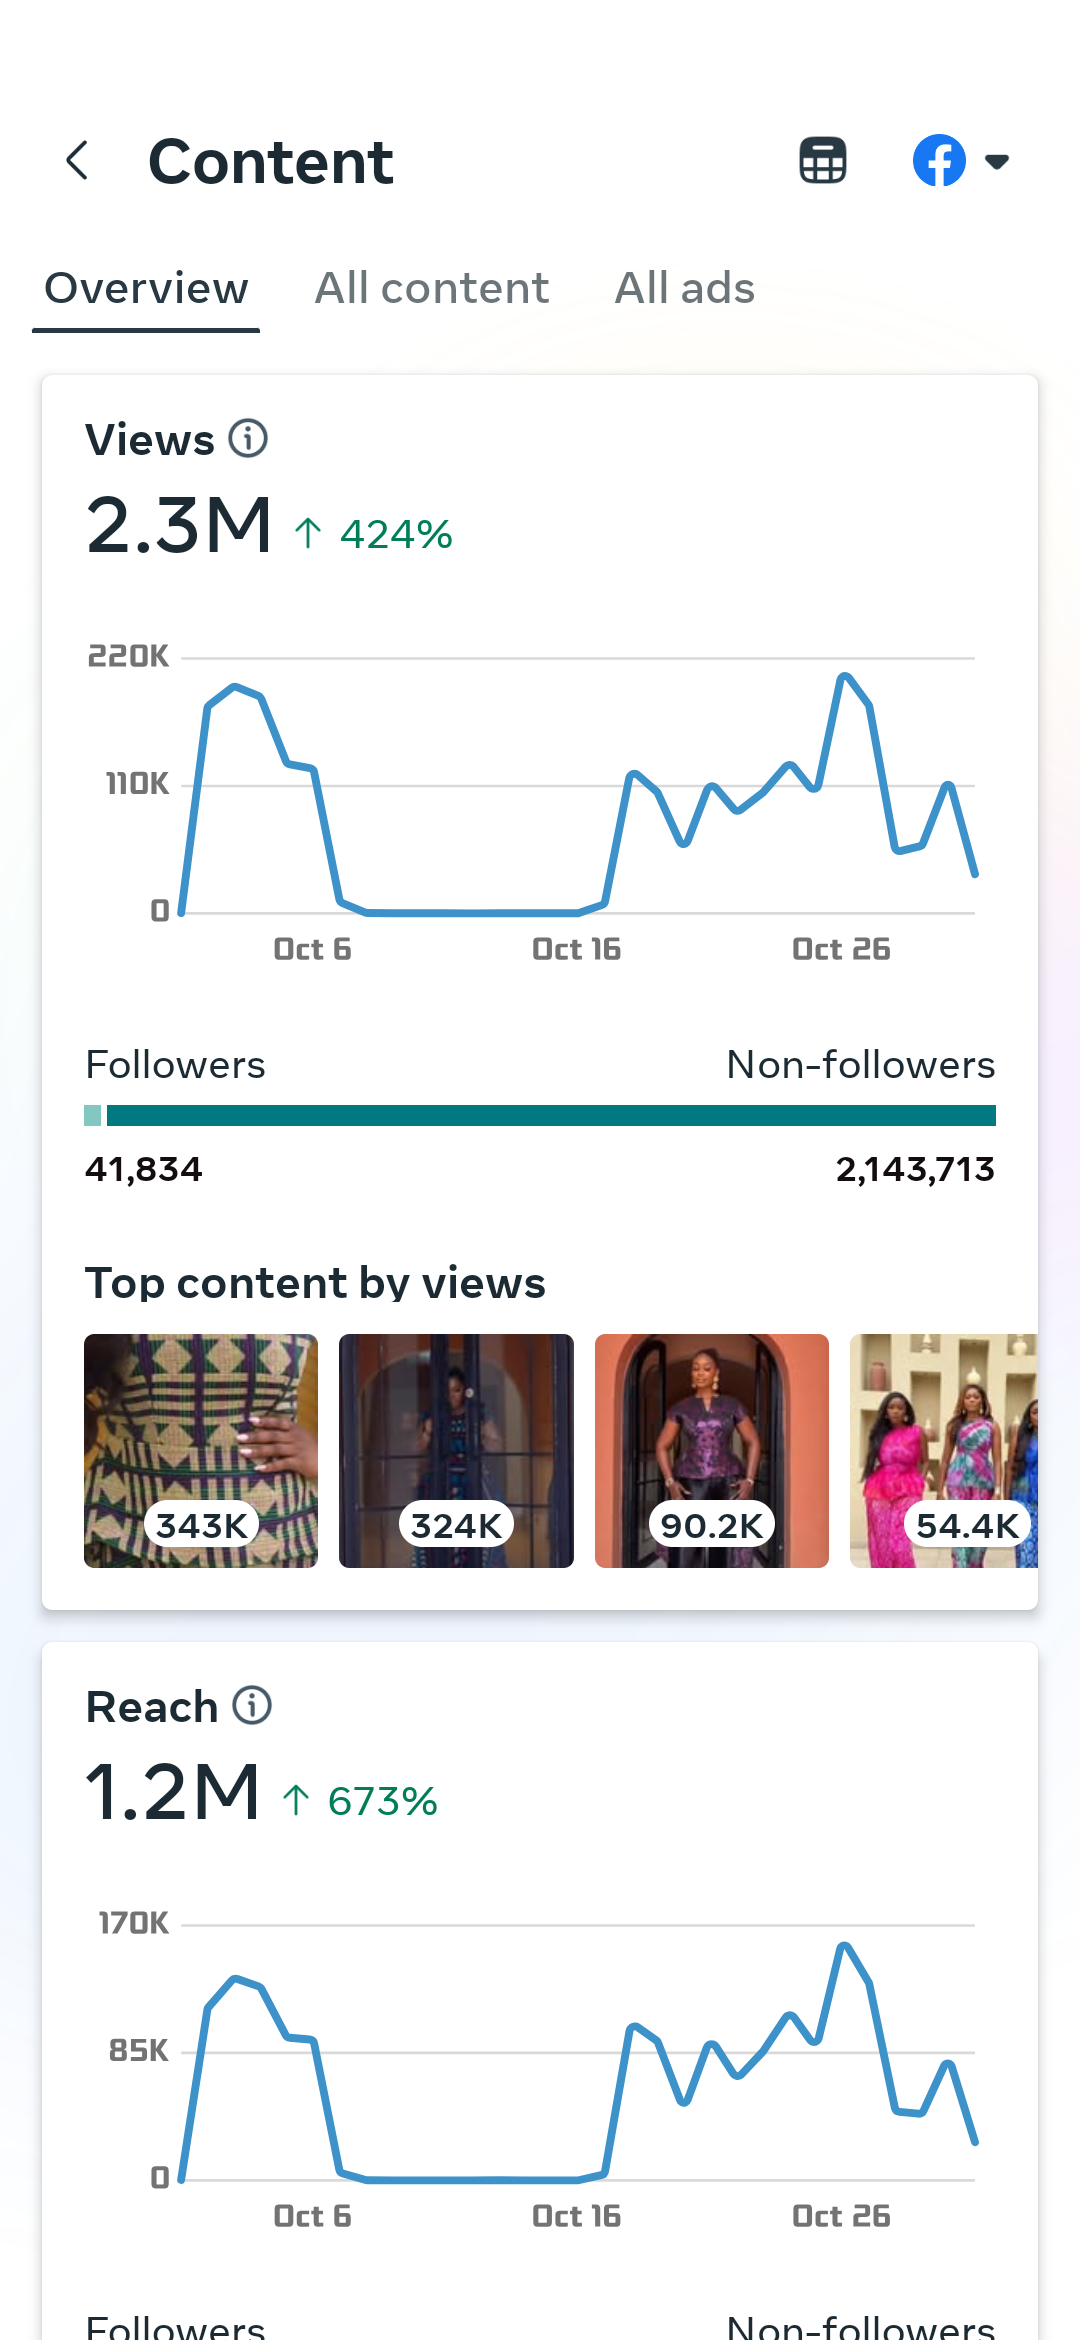 Content
Overview All content All ads
Views
2.3M ↑ 424%
220K
110K
0
Oct 6 Oct 16 Oct 26
Followers Non-followers
41,834 2,143,713
Top content by views
343K 324K 90.2K 54.4K
Reach
1.2M ↑ 673%
170K
85K
0
Oct 6 Oct 16 Oct 26
Followers Non-followers